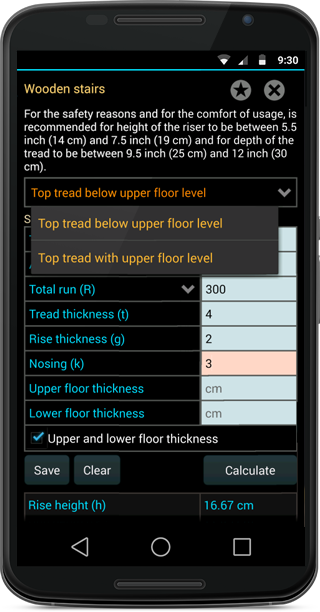 9:30
Wooden stairs
For the safety reasons and for the comfort of usage, is
recommended for height of the riser to be between 5.5
inch (14 cm) and 7.5 inch (19 cm) and for depth of the
tread to be between 9.5 inch (25 cm) and 12 inch (30
cm).
Top tread below upper floor level
Top tread below upper floor level
Top tread with upper floor level
Total run (R) 300
Tread thickness (t) 4
Rise thickness (g) 2
Nosing (k) 3
Upper floor thickness cm
Lower floor thickness cm
Upper and lower floor thickness
Save Clear Calculate
Rise height (h) 16.67 cm